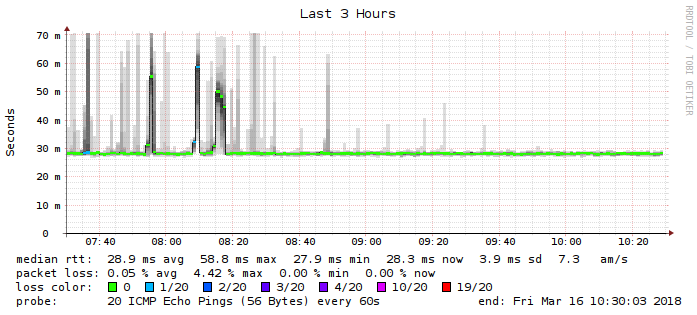 Last 3 Hours
RRDTOOL / TOBI OETIKER
Seconds
70 m
60 m
50 m
40 m
30 m
20 m
10 m
0
07:40 08:00 08:20 08:40 09:00 09:20 09:40 10:00 10:20
median rtt: 28.9 ms avg 58.8 ms max 27.9 ms min 28.3 ms now 3.9 ms sd 7.3 am/s
packet loss: 0.05 % avg 4.42 % max 0.00 % min 0.00 % now
loss color: 0 1/20 2/20 3/20 4/20 10/20 19/20
probe: 20 ICMP Echo Pings (56 Bytes) every 60s end: Fri Mar 16 10:30:03 2018